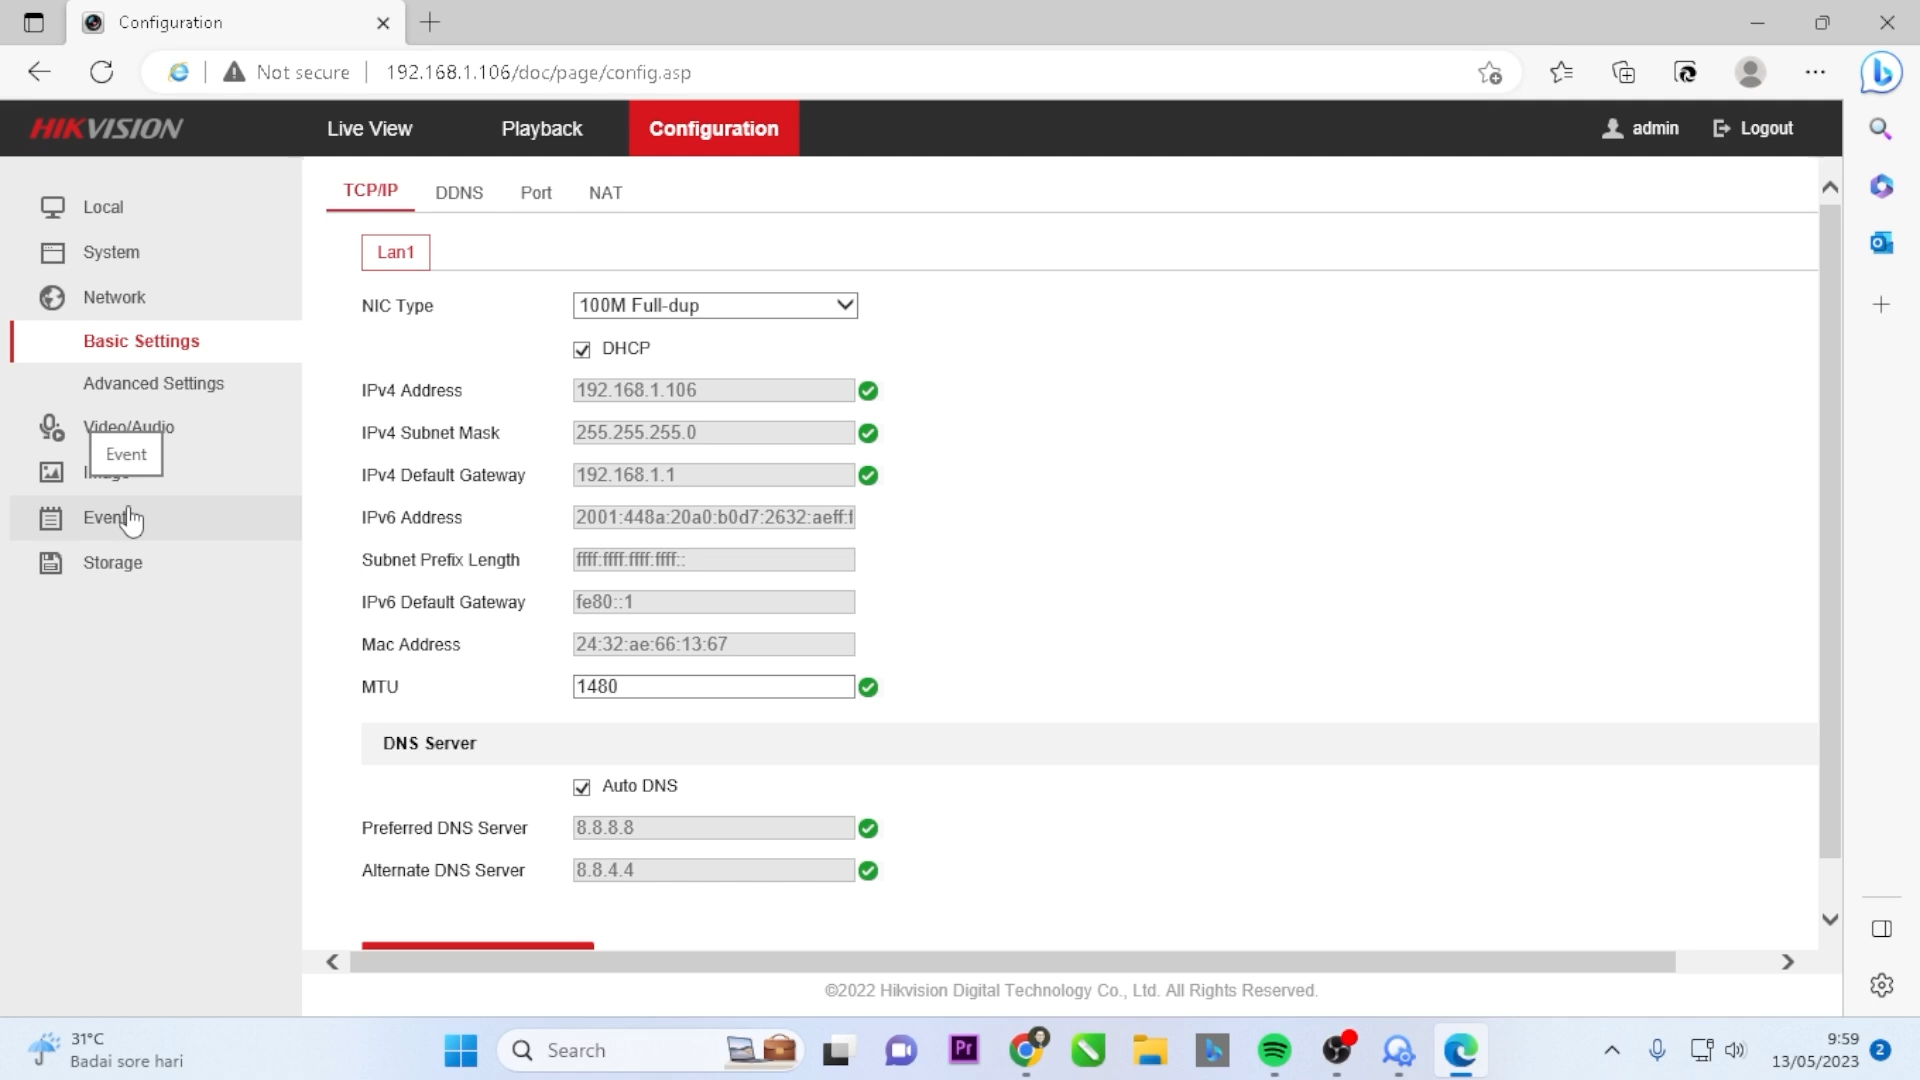 Configuration
Not secure
192.168.1.106/doc/page/config.asp
HIKVISION
Live View
Playback
Configuration
admin
Logout
Local
System
Network
Basic Settings
Advanced Settings
Video/Audio
Event
Event
Storage
TCP/IP
DDNS
Port
NAT
Lan1
NIC Type
100M Full-dup
DHCP
IPv4 Address
192.168.1.106
IPv4 Subnet Mask
255.255.255.0
IPv4 Default Gateway
192.168.1.1
IPv6 Address
2001:448a:20a0:b0d7:2632:aeff:f
Subnet Prefix Length
ffff:ffff:ffff:ffff::
IPv6 Default Gateway
fe80::1
Mac Address
24:32:ae:66:13:67
MTU
1480
DNS Server
Auto DNS
Preferred DNS Server
8.8.8.8
Alternate DNS Server
8.8.4.4
©2022 Hikvision Digital Technology Co., Ltd. All Rights Reserved.
31°C
Badai sore hari
Search
Pr
9:59
13/05/2023
2